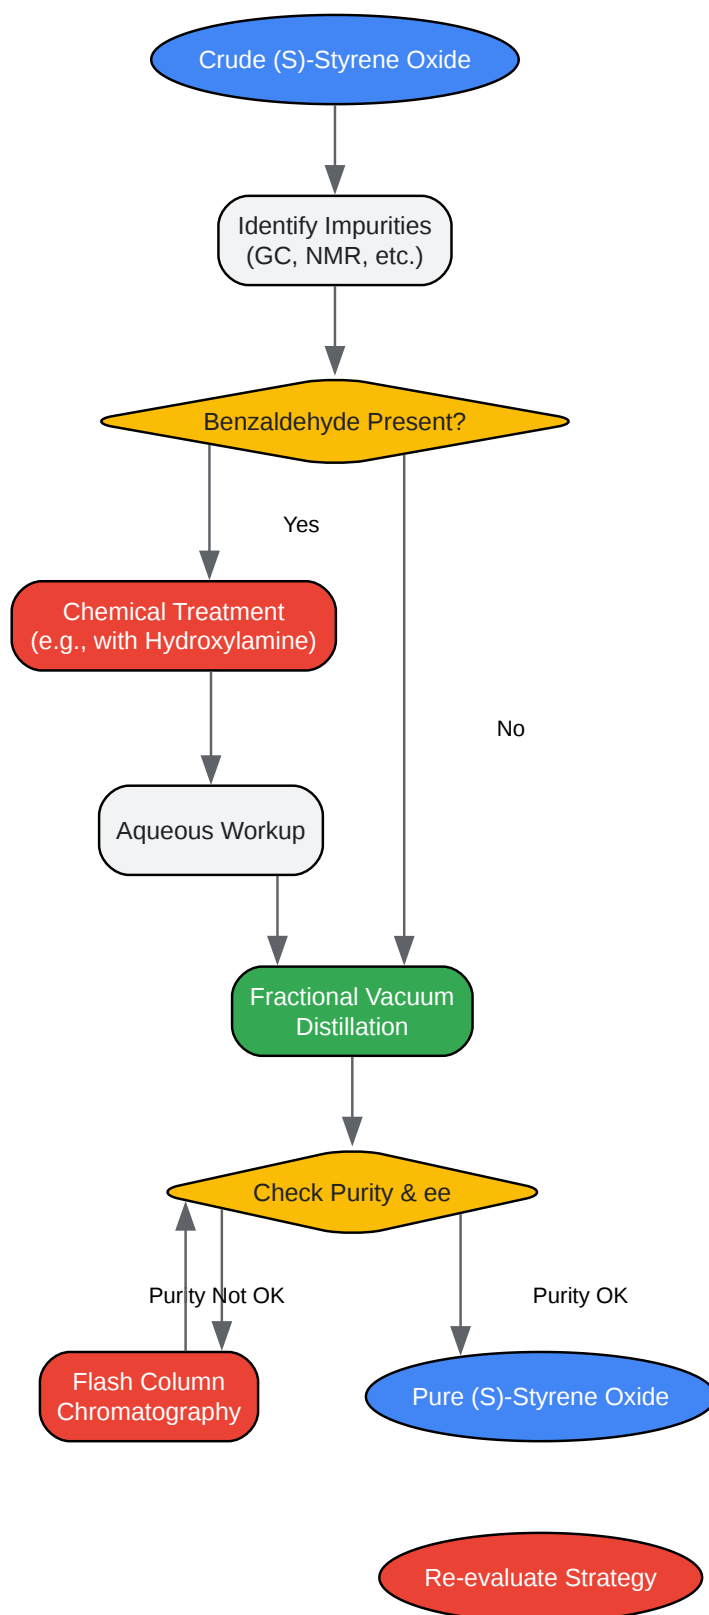 Crude (S)-Styrene Oxide
Identify Impurities
(GC, NMR, etc.)
Benzaldehyde Present?
Yes
Chemical Treatment
(e.g., with Hydroxylamine)
No
Aqueous Workup
Fractional Vacuum
Distillation
Check Purity & ee
Purity Not OK
Purity OK
Flash Column
Chromatography
Pure (S)-Styrene Oxide
Re-evaluate Strategy